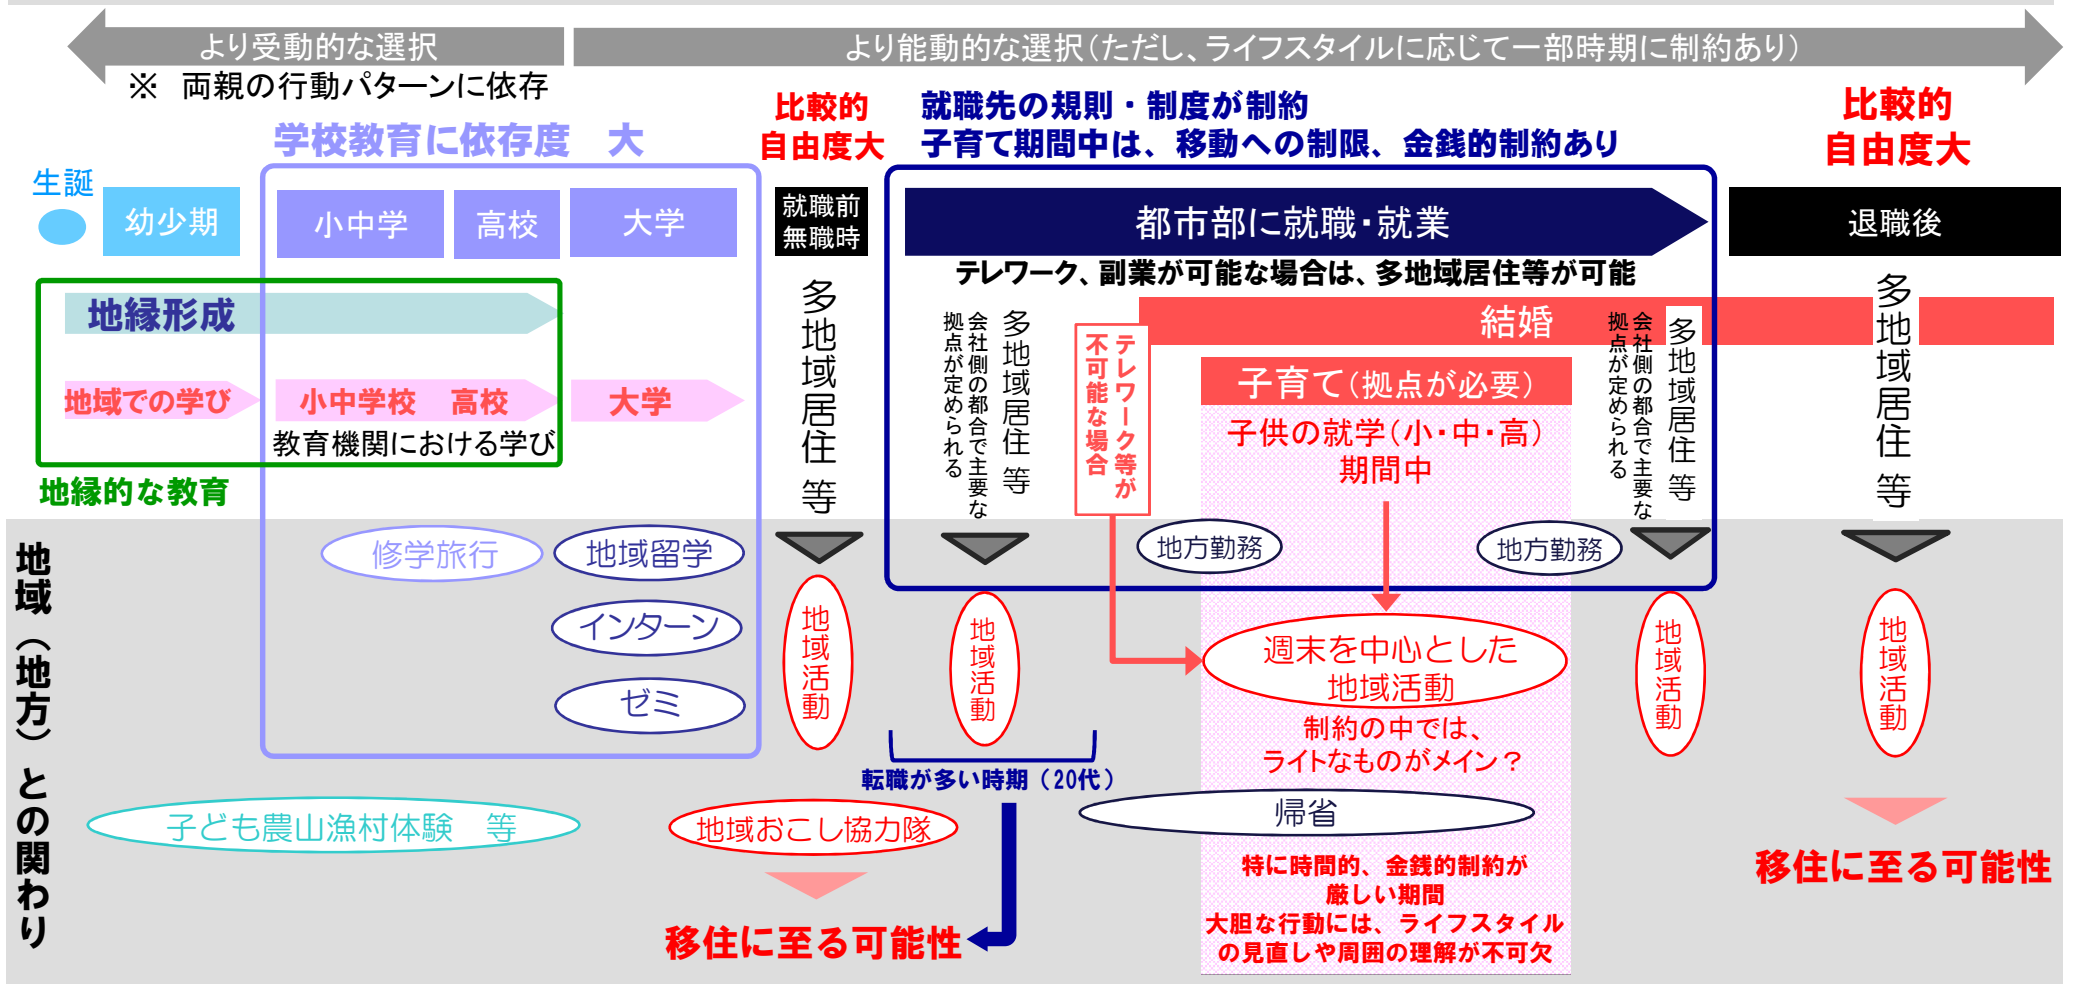 より受動的な選択
より能動的な選択(ただし、ライフスタイルに応じて一部時期に制約あり)
※　両親の行動パターンに依存
学校教育に依存度　大
比較的
自由度大
就職先の規則・制度が制約
子育て期間中は、移動への制限、金銭的制約あり
比較的
自由度大
生誕
幼少期
小中学
高校
大学
就職前
無職時
都市部に就職・就業
退職後
テレワーク、副業が可能な場合は、多地域居住等が可能
地縁形成
結婚
地域での学び
小中学校　高校
大学
教育機関における学び
地縁的な教育
多地域居住　等
会社側の都合で主要な
拠点が定められる
多地域居住　等
テレワーク等が
不可能な場合
子育て(拠点が必要)
子供の就学(小・中・高)
期間中
会社側の都合で主要な
拠点が定められる
多地域居住　等
多地域居住　等
地域（地方）との関わり
修学旅行
地域留学
インターン
ゼミ
地方勤務
地方勤務
地域活動
地域活動
週末を中心とした
地域活動
地域活動
地域活動
制約の中では、
ライトなものがメイン？
転職が多い時期（20代）
子ども農山漁村体験　等
地域おこし協力隊
帰省
移住に至る可能性
特に時間的、金銭的制約が
厳しい期間
大胆な行動には、ライフスタイル
の見直しや周囲の理解が不可欠
移住に至る可能性